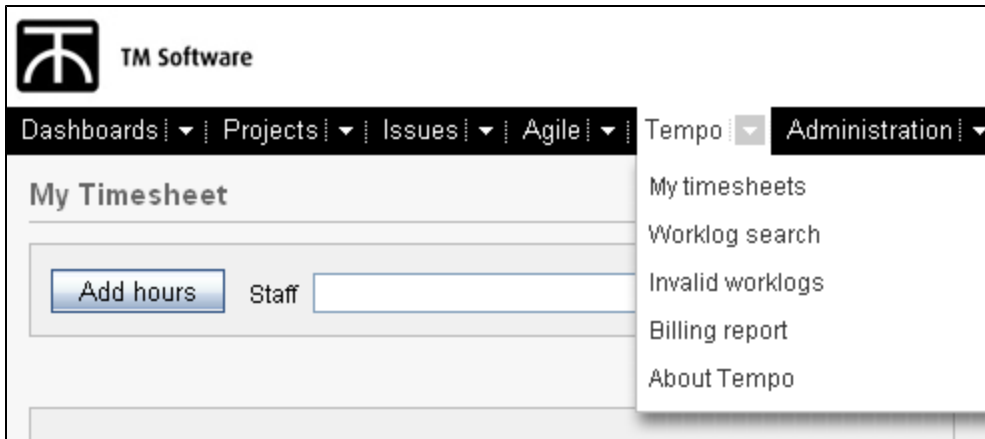 TM Software
Dashboards Projects Issues Agile Tempo Administration
My Timesheet
Add hours Staff
My timesheets
Worklog search
Invalid worklogs
Billing report
About Tempo